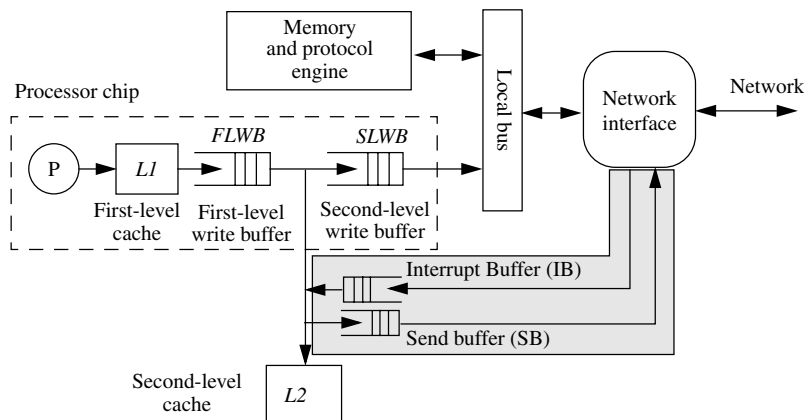 Memory
and protocol
engine
Local bus
Network
interface
Network
Processor chip
P
L1
FLWB
SLWB
First-level
cache
First-level
write buffer
Second-level
write buffer
Interrupt Buffer (IB)
Send buffer (SB)
Second-level
cache
L2